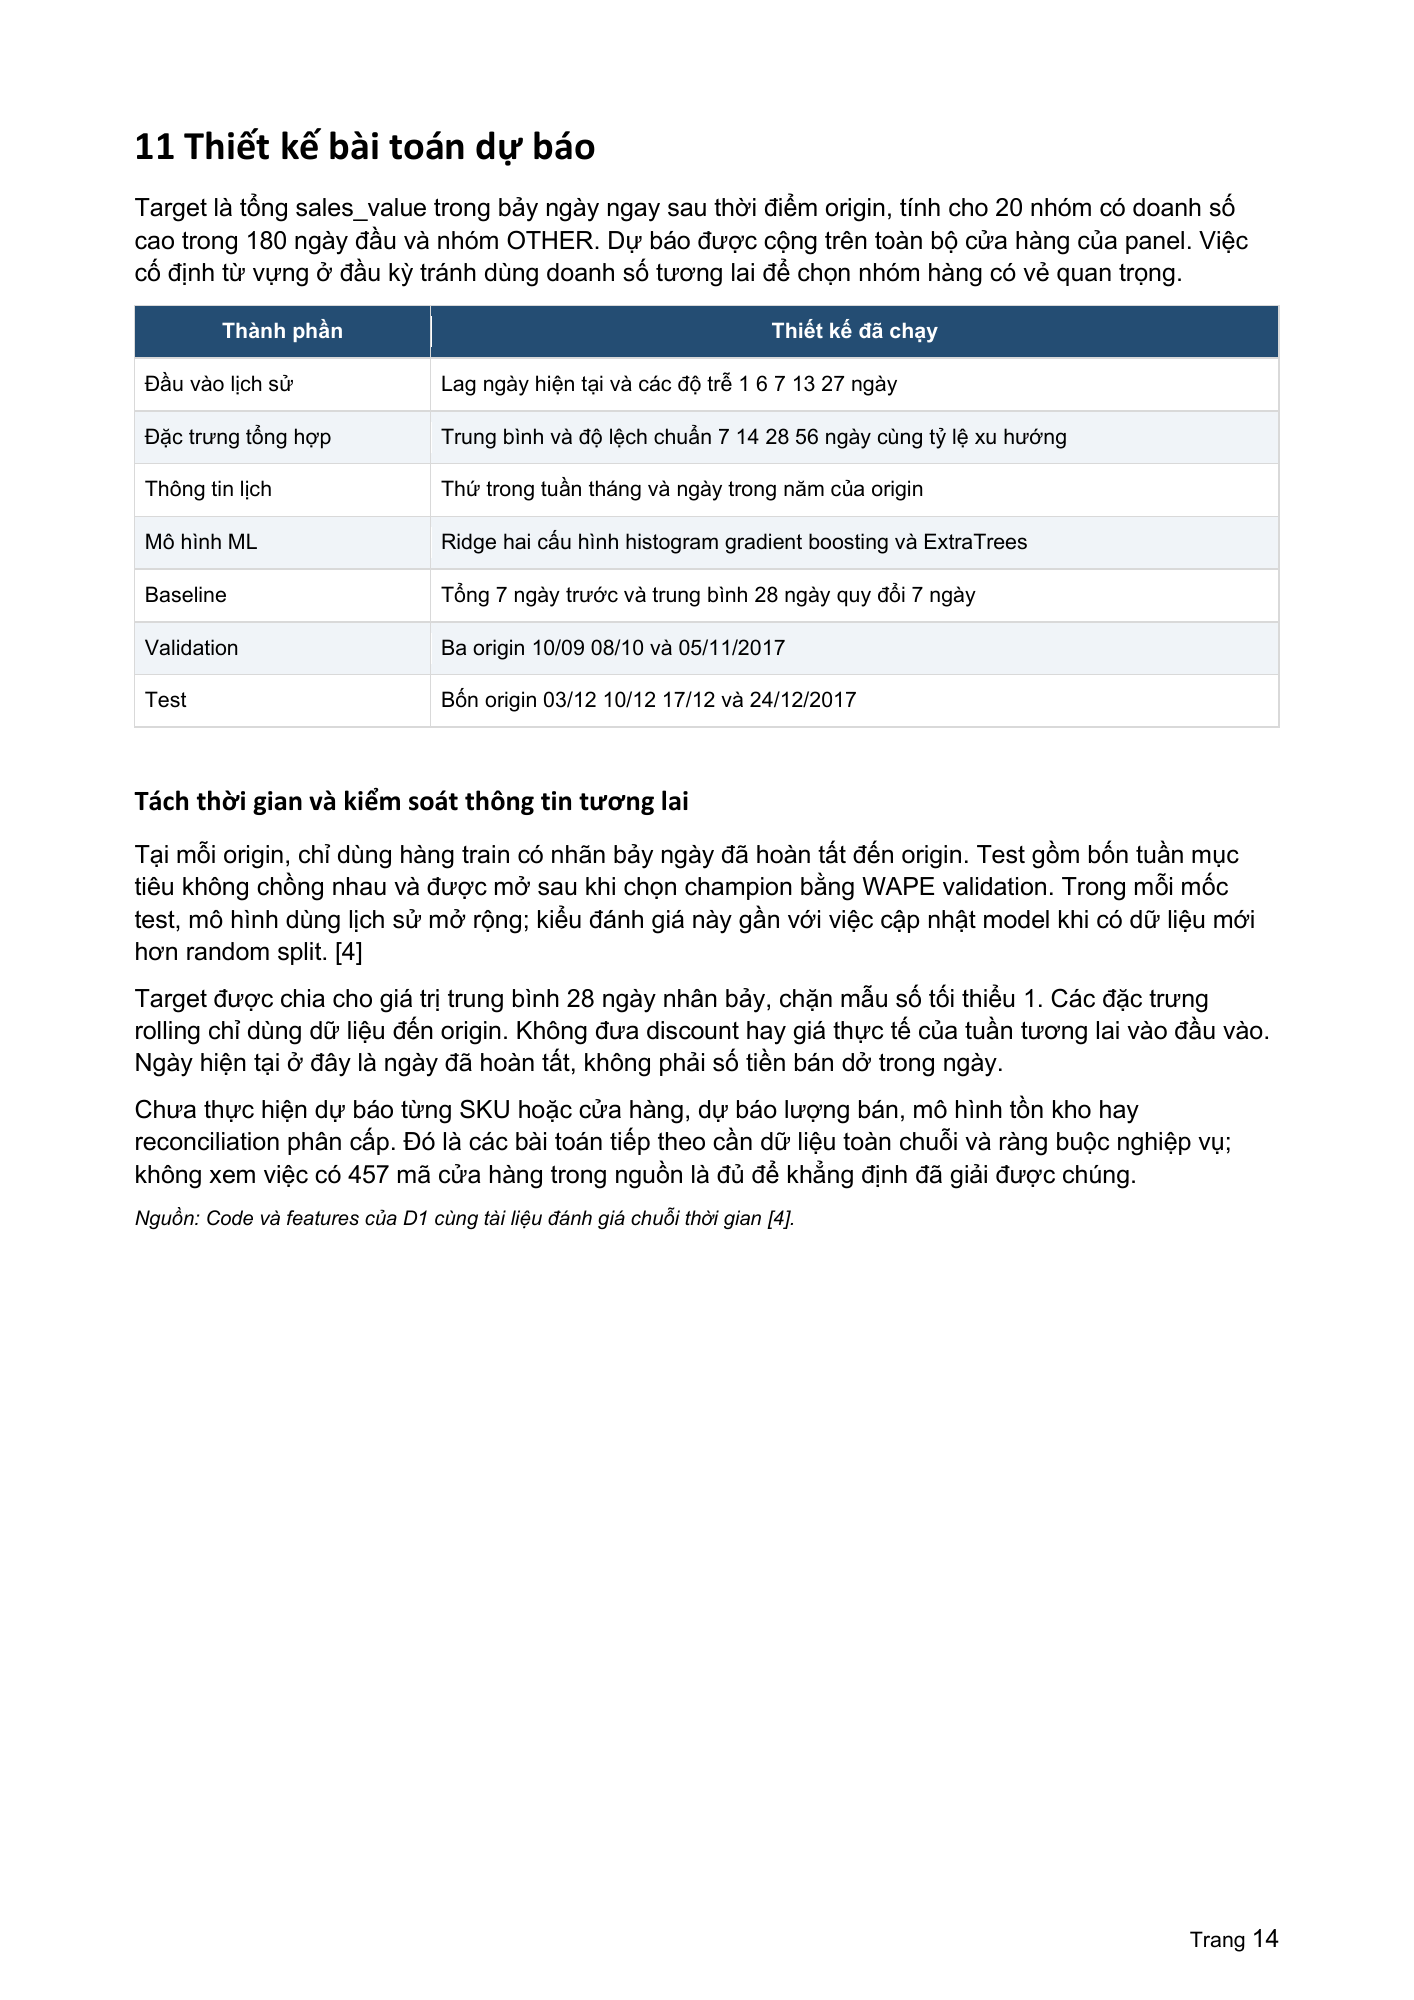 11 Thiết kế bài toán dự báo
Target là tổng sales_value trong bảy ngày ngay sau thời điểm origin, tính cho 20 nhóm có doanh số
cao trong 180 ngày đầu và nhóm OTHER. Dự báo được cộng trên toàn bộ cửa hàng của panel. Việc
cố định từ vựng ở đầu kỳ tránh dùng doanh số tương lai để chọn nhóm hàng có vẻ quan trọng.
Thành phần Thiết kế đã chạy
Đầu vào lịch sử Lag ngày hiện tại và các độ trễ 1 6 7 13 27 ngày
Đặc trưng tổng hợp Trung bình và độ lệch chuẩn 7 14 28 56 ngày cùng tỷ lệ xu hướng
Thông tin lịch Thứ trong tuần tháng và ngày trong năm của origin
Mô hình ML Ridge hai cấu hình histogram gradient boosting và ExtraTrees
Baseline Tổng 7 ngày trước và trung bình 28 ngày quy đổi 7 ngày
Validation Ba origin 10/09 08/10 và 05/11/2017
Test Bốn origin 03/12 10/12 17/12 và 24/12/2017
Tách thời gian và kiểm soát thông tin tương lai
Tại mỗi origin, chỉ dùng hàng train có nhãn bảy ngày đã hoàn tất đến origin. Test gồm bốn tuần mục
tiêu không chồng nhau và được mở sau khi chọn champion bằng WAPE validation. Trong mỗi mốc
test, mô hình dùng lịch sử mở rộng; kiểu đánh giá này gần với việc cập nhật model khi có dữ liệu mới
hơn random split. [4]
Target được chia cho giá trị trung bình 28 ngày nhân bảy, chặn mẫu số tối thiểu 1. Các đặc trưng
rolling chỉ dùng dữ liệu đến origin. Không đưa discount hay giá thực tế của tuần tương lai vào đầu vào.
Ngày hiện tại ở đây là ngày đã hoàn tất, không phải số tiền bán dở trong ngày.
Chưa thực hiện dự báo từng SKU hoặc cửa hàng, dự báo lượng bán, mô hình tồn kho hay
reconciliation phân cấp. Đó là các bài toán tiếp theo cần dữ liệu toàn chuỗi và ràng buộc nghiệp vụ;
không xem việc có 457 mã cửa hàng trong nguồn là đủ để khẳng định đã giải được chúng.
Nguồn: Code và features của D1 cùng tài liệu đánh giá chuỗi thời gian [4].
Trang 14